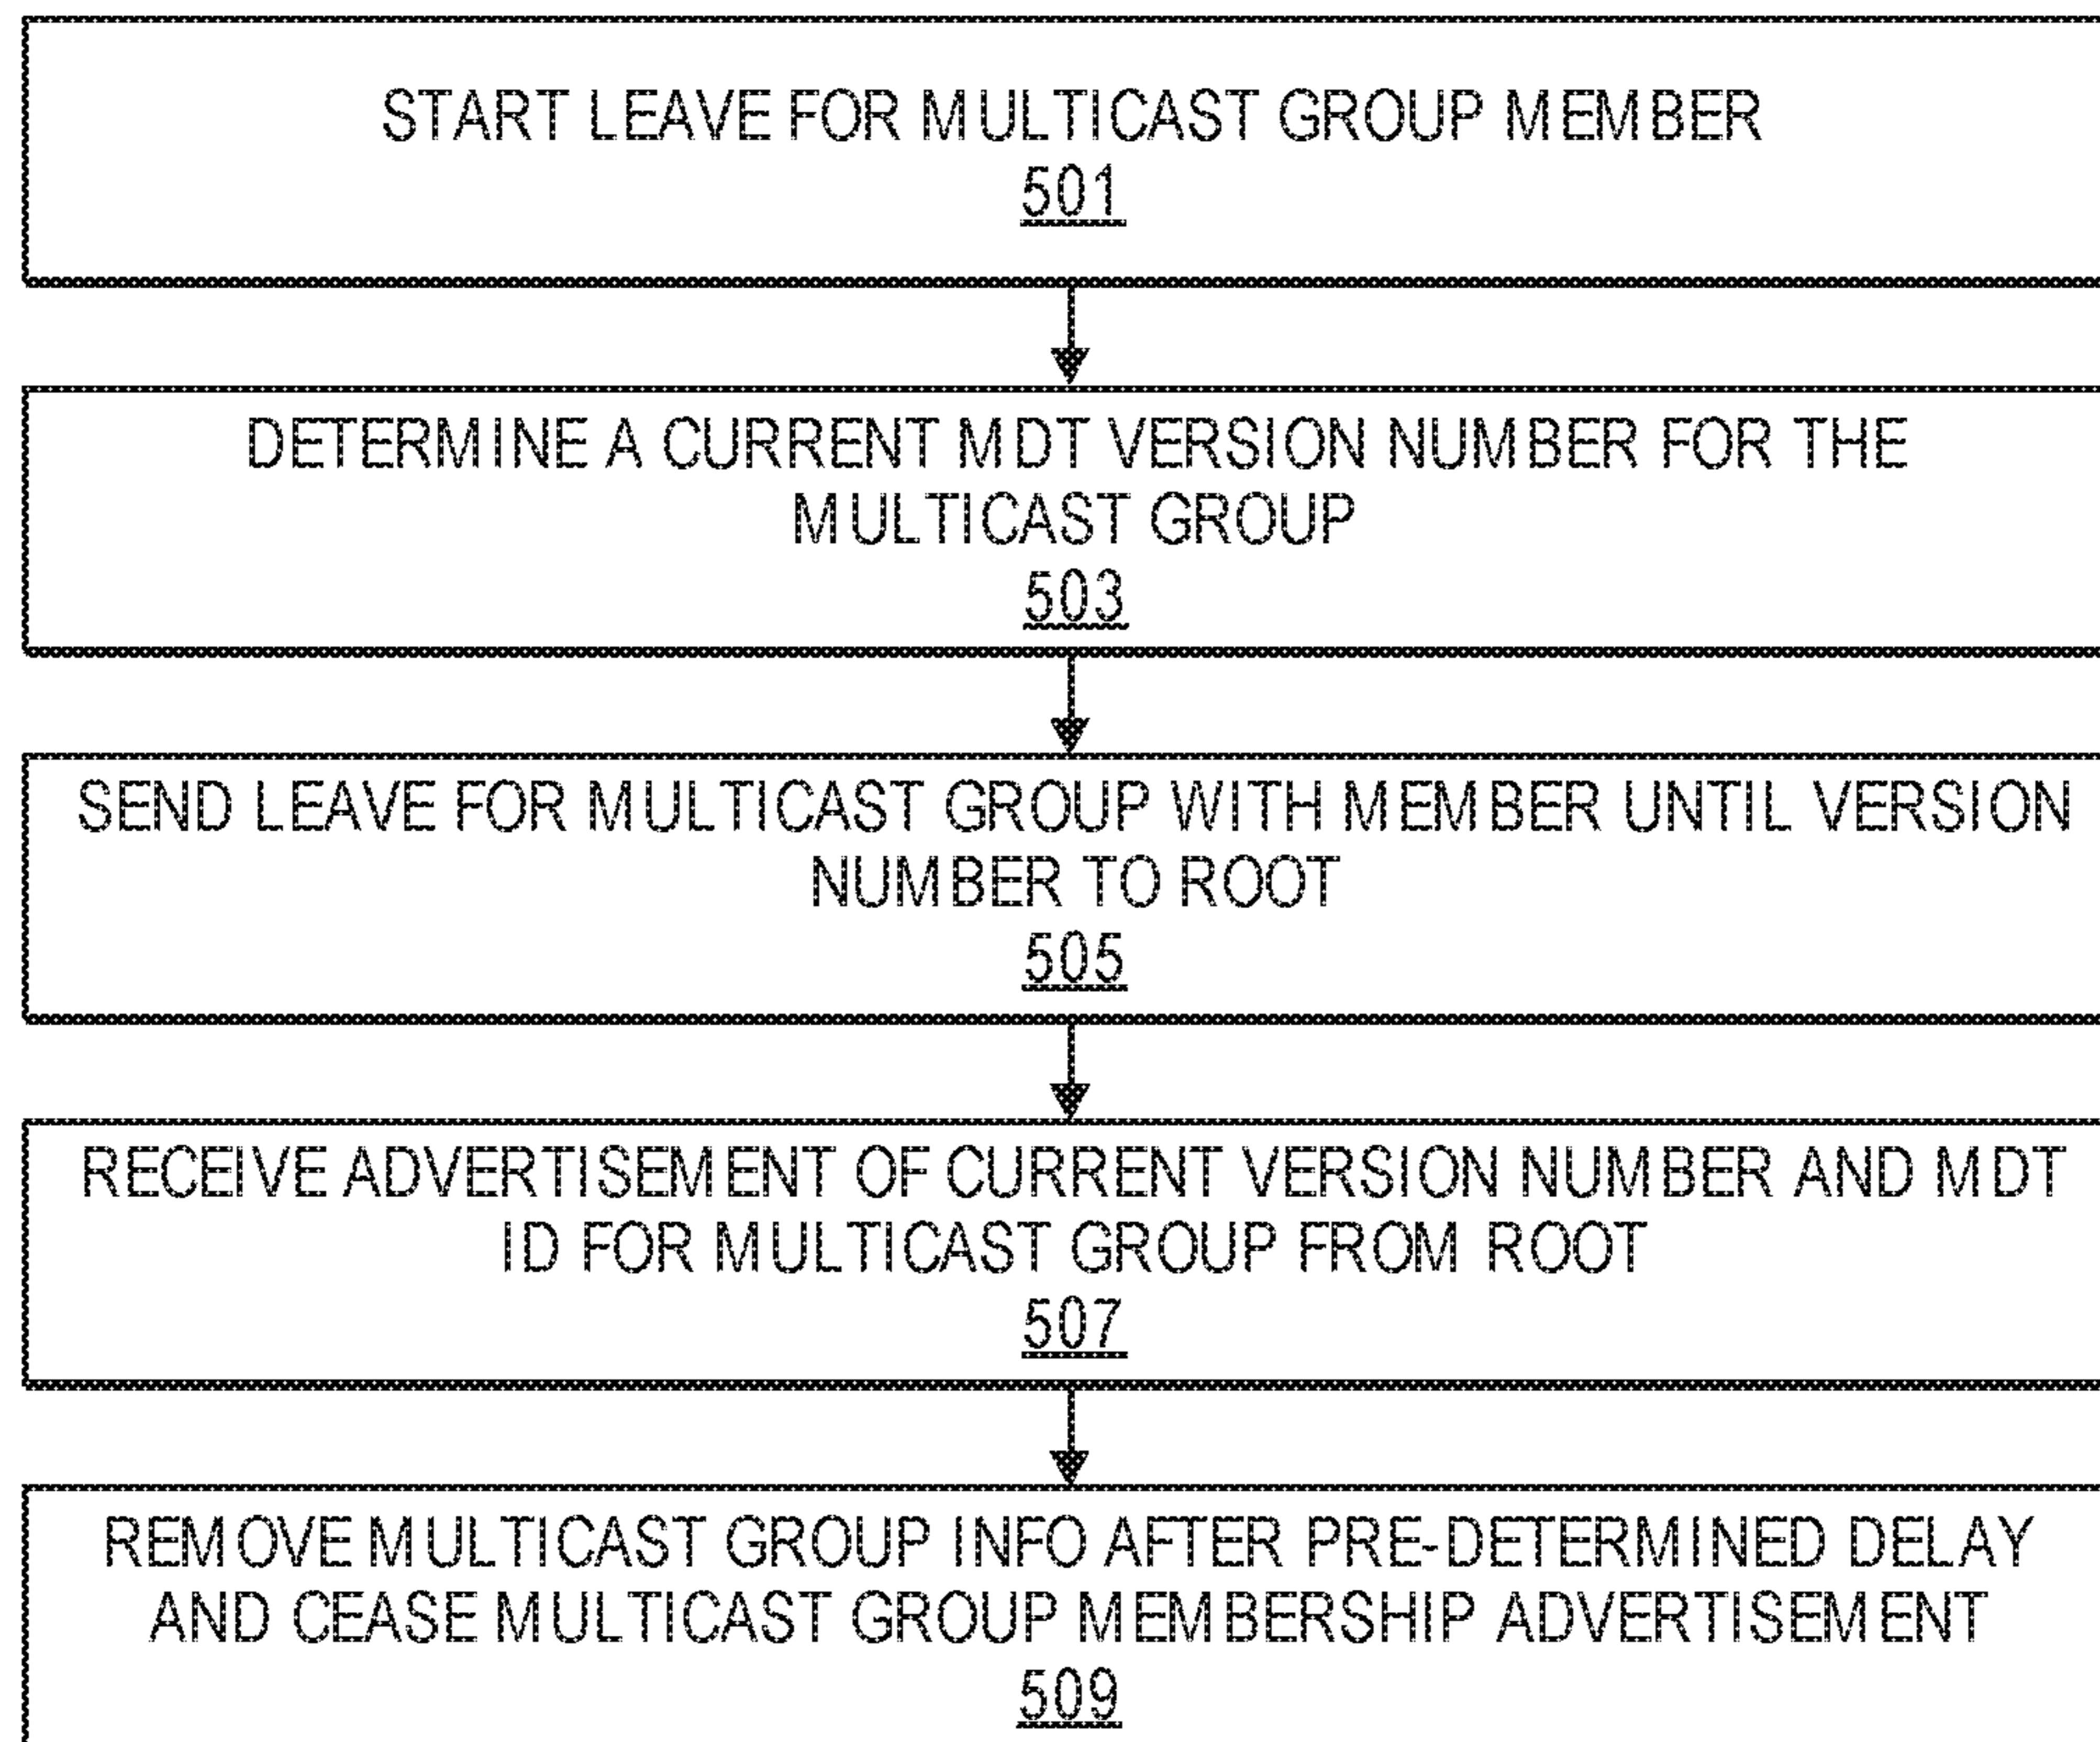 START LEAVE FOR MULTICAST GROUP MEMBER
501
DETERMINE A CURRENT MDT VERSION NUMBER FOR THE
MULTICAST GROUP
503
SEND LEAVE FOR MULTICAST GROUP WITH MEMBER UNTIL VERSION
NUMBER TO ROOT
505
RECEIVE ADVERTISEMENT OF CURRENT VERSION NUMBER AND MDT
ID FOR MULTICAST GROUP FROM ROOT
507
REMOVE MULTICAST GROUP INFO AFTER PRE-DETERMINED DELAY
AND CEASE MULTICAST GROUP MEMBERSHIP ADVERTISEMENT
509